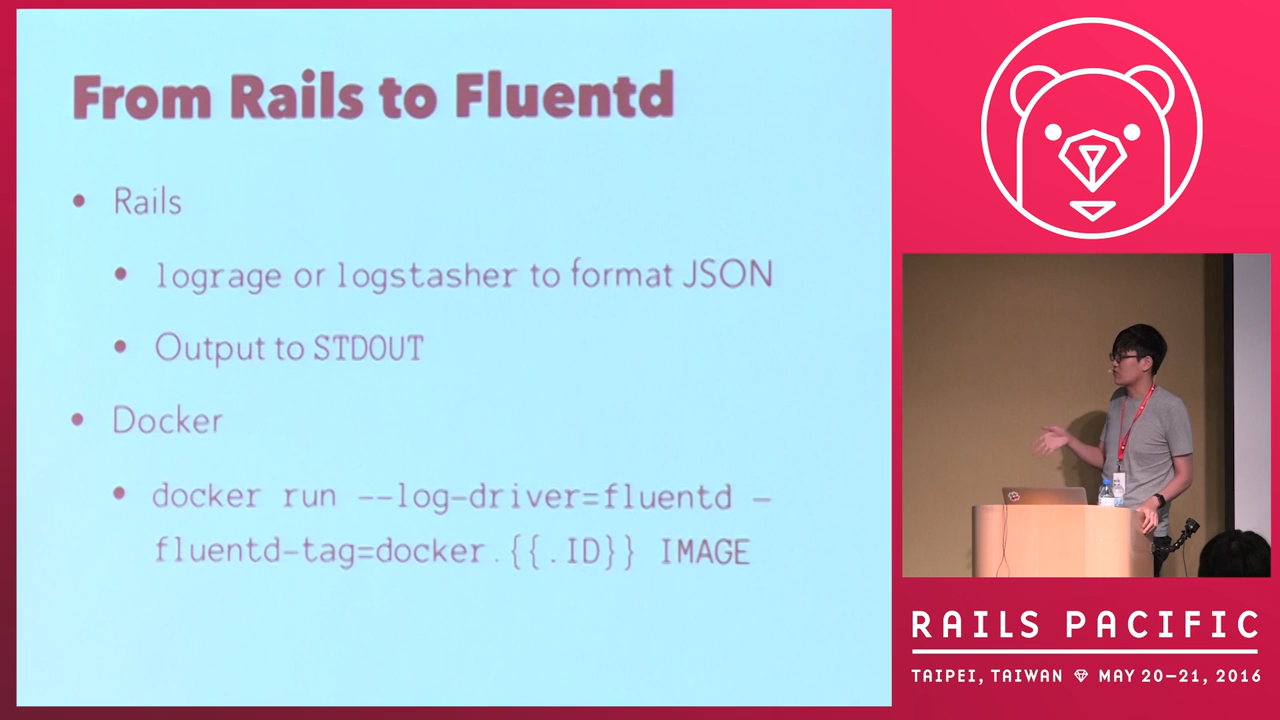 From Rails to Fluentd
• Rails
• lograge or logstasher to format JSON
• Output to STDOUT
• Docker
• docker run --log-driver=fluentd –
fluentd-tag=docker.{{.ID}} IMAGE
RAILS PACIFIC
TAIPEI, TAIWAN MAY 20–21, 2016